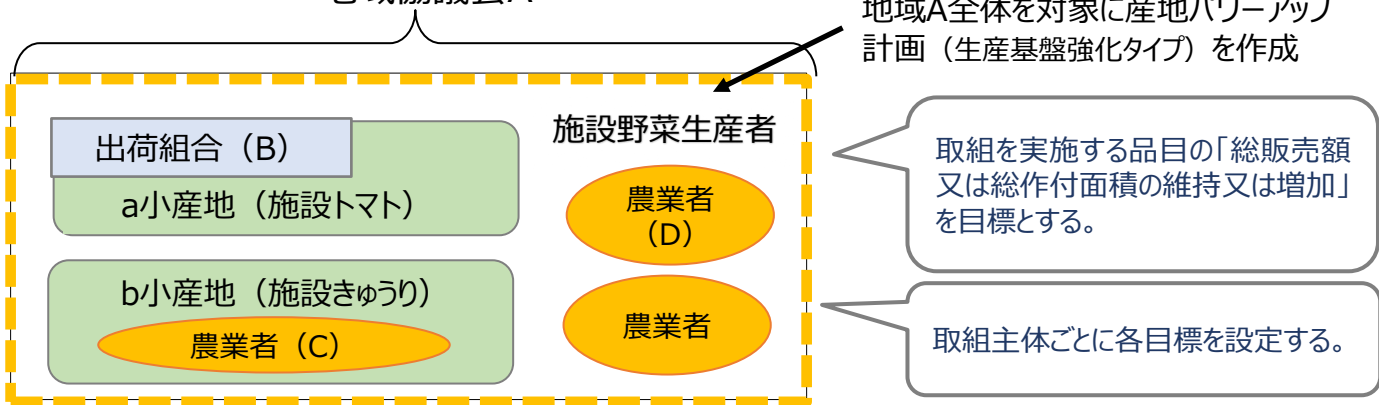 地域A全体を対象に産地パワーアップ
計画（生産基盤強化タイプ）を作成
出荷組合（B）
a小産地（施設トマト）
b小産地（施設きゅうり）
農業者（C）
施設野菜生産者
農業者
（D）
農業者
取組を実施する品目の「総販売額
又は総作付面積の維持又は増加」
を目標とする。
取組主体ごとに各目標を設定する。